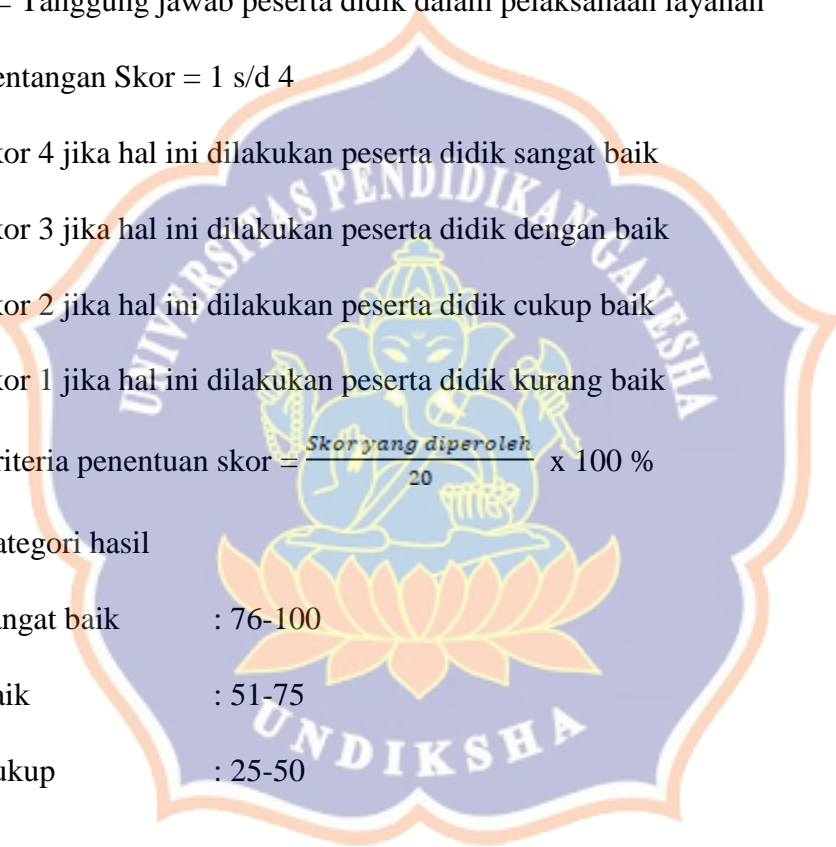 = Tanggung jawab peserta didik dalam pelaksanaan layanan
entangan Skor = 1 s/d 4
kor 4 jika hal ini dilakukan peserta didik sangat baik
kor 3 jika hal ini dilakukan peserta didik dengan baik
kor 2 jika hal ini dilakukan peserta didik cukup baik
kor 1 jika hal ini dilakukan peserta didik kurang baik
riteria penentuan skor = Skor yang diperoleh / 20 x 100 %
ategori hasil
angat baik : 76-100
aik : 51-75
ukup : 25-50
UNIVERSITAS PENDIDIKAN GANESHA
UNDIKSHA